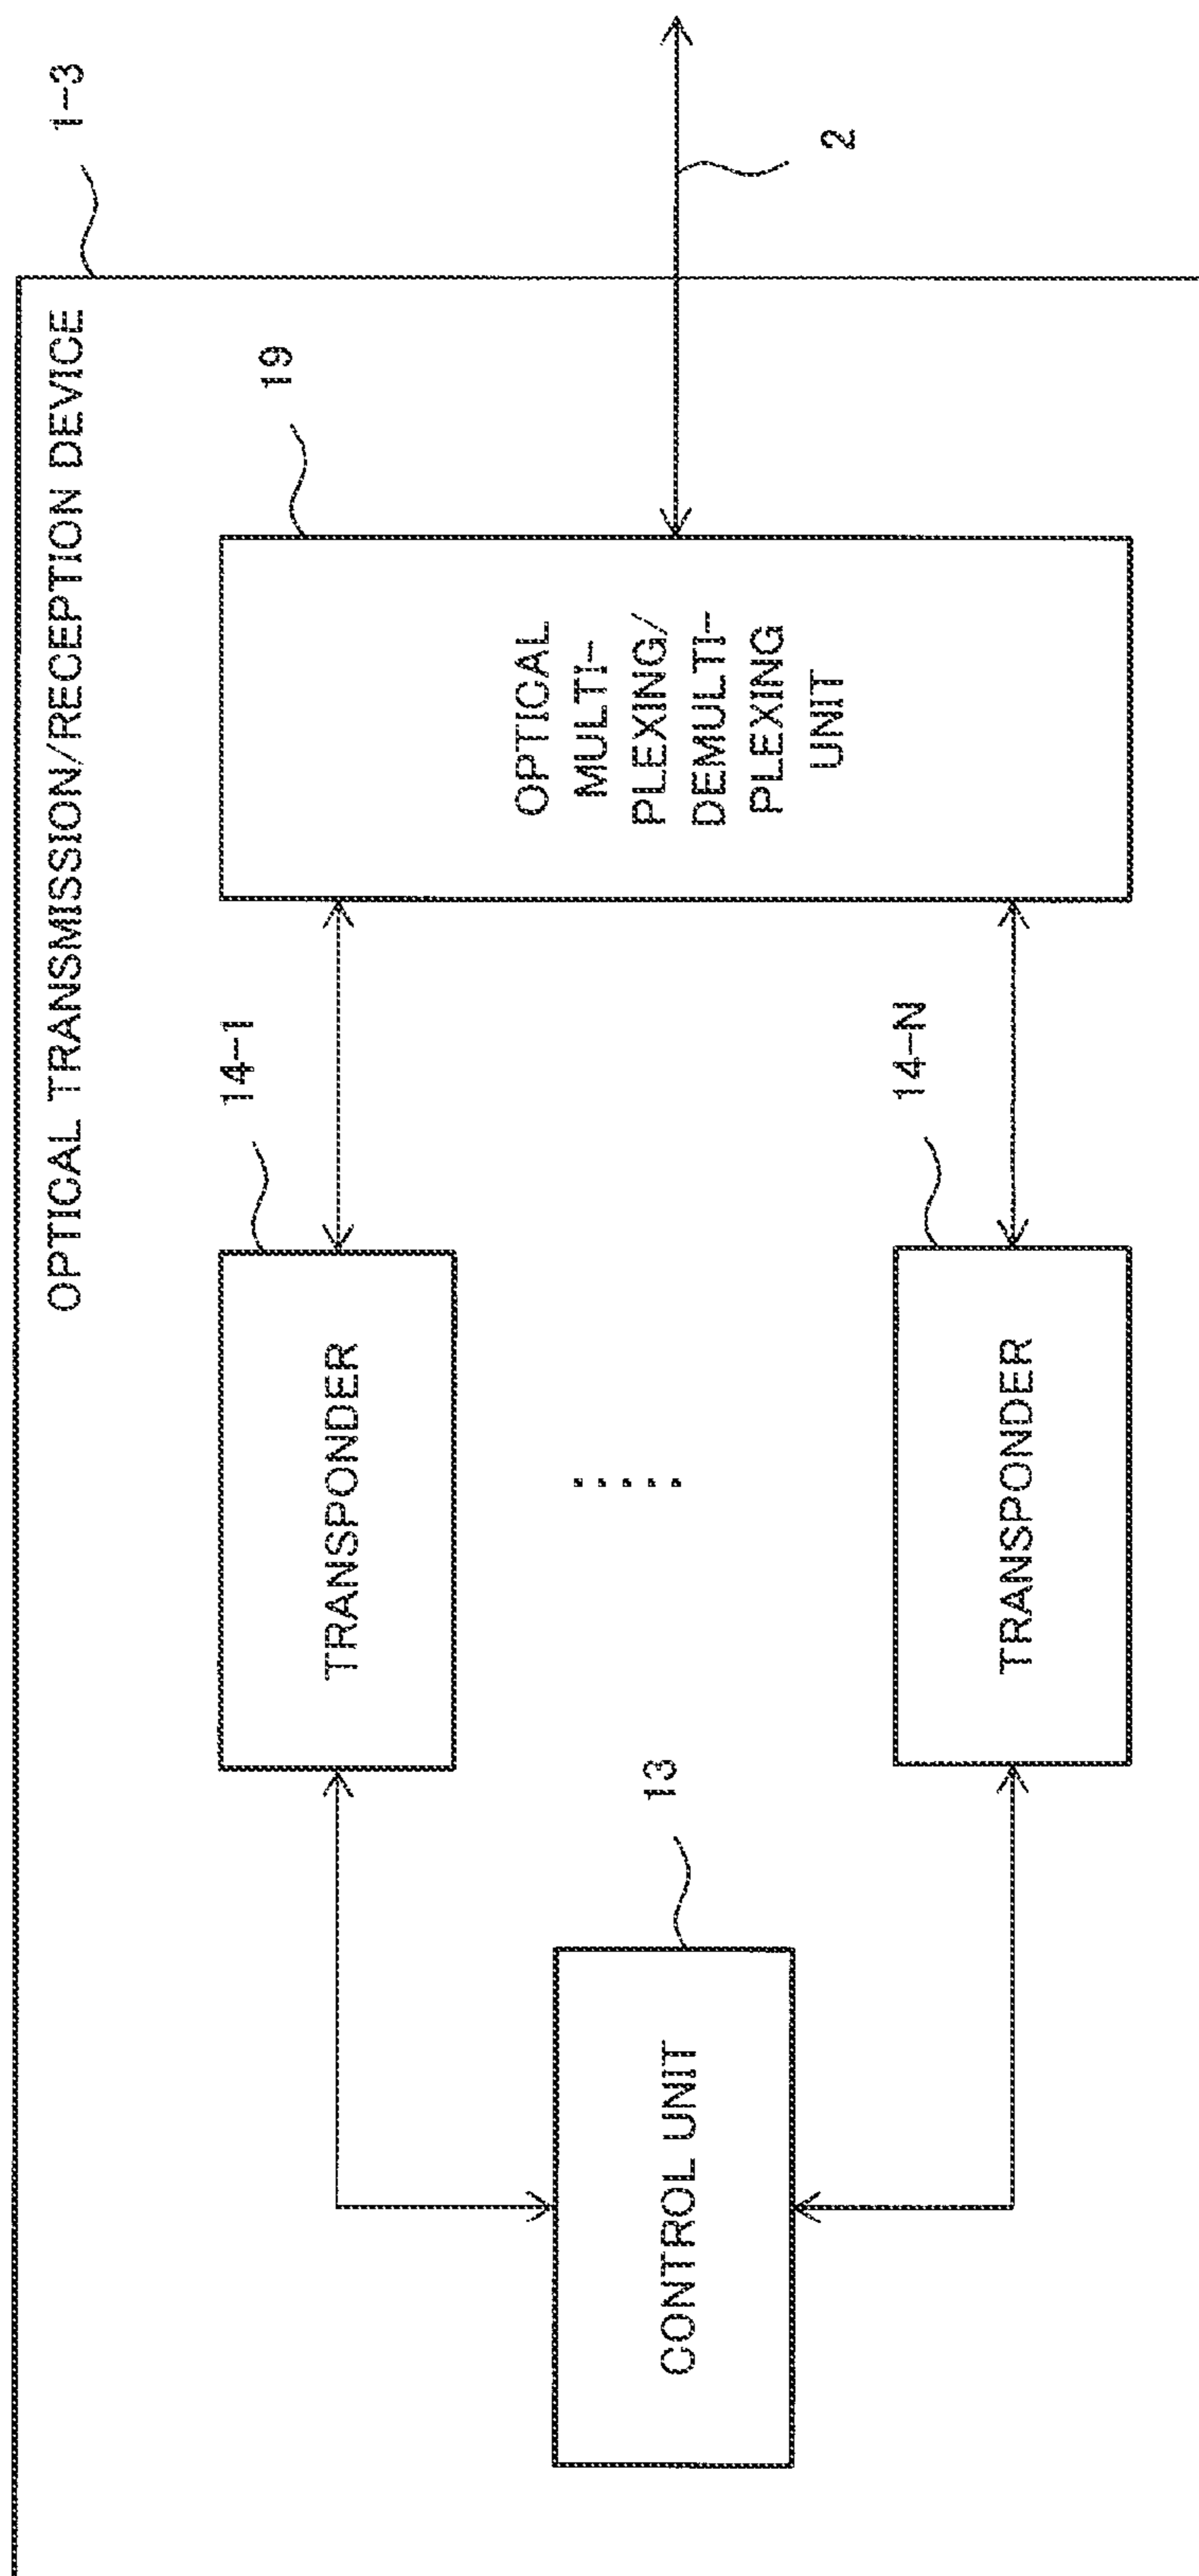 OPTICAL TRANSMISSION/RECEPTION DEVICE
1-3
CONTROL UNIT
13
TRANSPONDER
14-1
.....
TRANSPONDER
14-N
OPTICAL
MULTI-
PLEXING/
DEMULTI-
PLEXING
UNIT
19
2